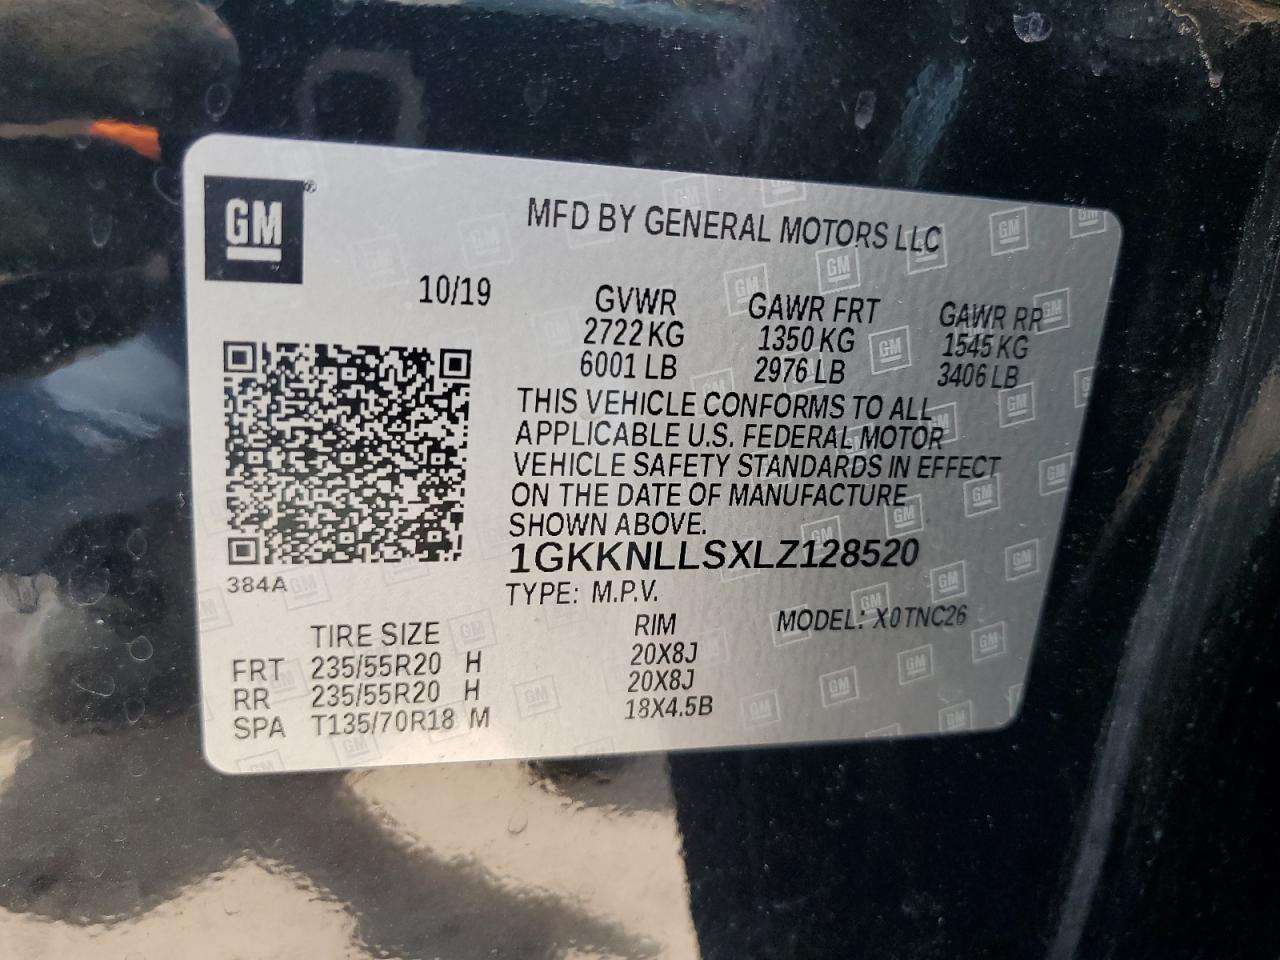 GM ®
MFD BY GENERAL MOTORS LLC
10/19
GVWR GAWR FRT GAWR RR
2722 KG 1350 KG 1545 KG
6001 LB 2976 LB 3406 LB
THIS VEHICLE CONFORMS TO ALL
APPLICABLE U.S. FEDERAL MOTOR
VEHICLE SAFETY STANDARDS IN EFFECT
ON THE DATE OF MANUFACTURE
SHOWN ABOVE.
1GKKNLLSXLZ128520
384A
TYPE: M.P.V. MODEL: X0TNC26
TIRE SIZE RIM
FRT 235/55R20 H 20X8J
RR 235/55R20 H 20X8J
SPA T135/70R18 M 18X4.5B